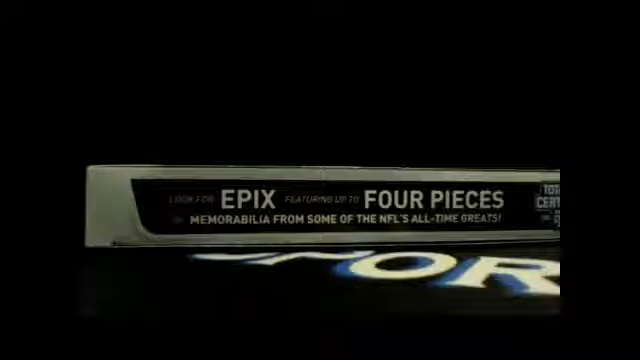 LOOK FOR EPIX FEATURING UP TO FOUR PIECES
MEMORABILIA FROM SOME OF THE NFL'S ALL-TIME GREATS!